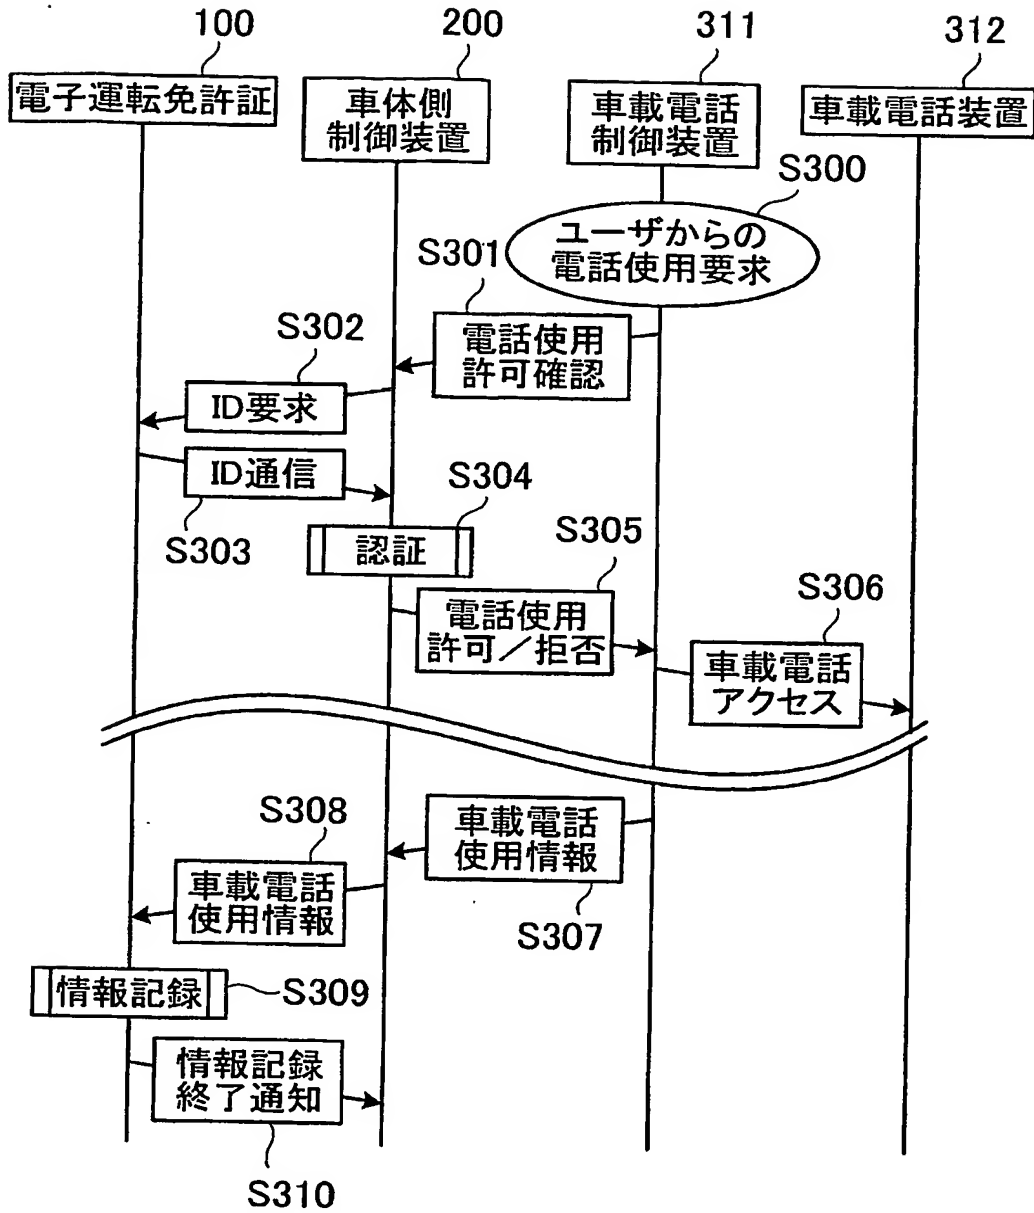 100
200
311
312
電子運転免許証
車体側
制御装置
車載電話
制御装置
車載電話装置
S300
ユーザからの
電話使用要求
S301
電話使用
許可確認
S302
ID要求
ID通信
S303
S304
認証
S305
電話使用
許可/拒否
S306
車載電話
アクセス
車載電話
使用情報
S307
S308
車載電話
使用情報
情報記録
S309
情報記録
終了通知
S310